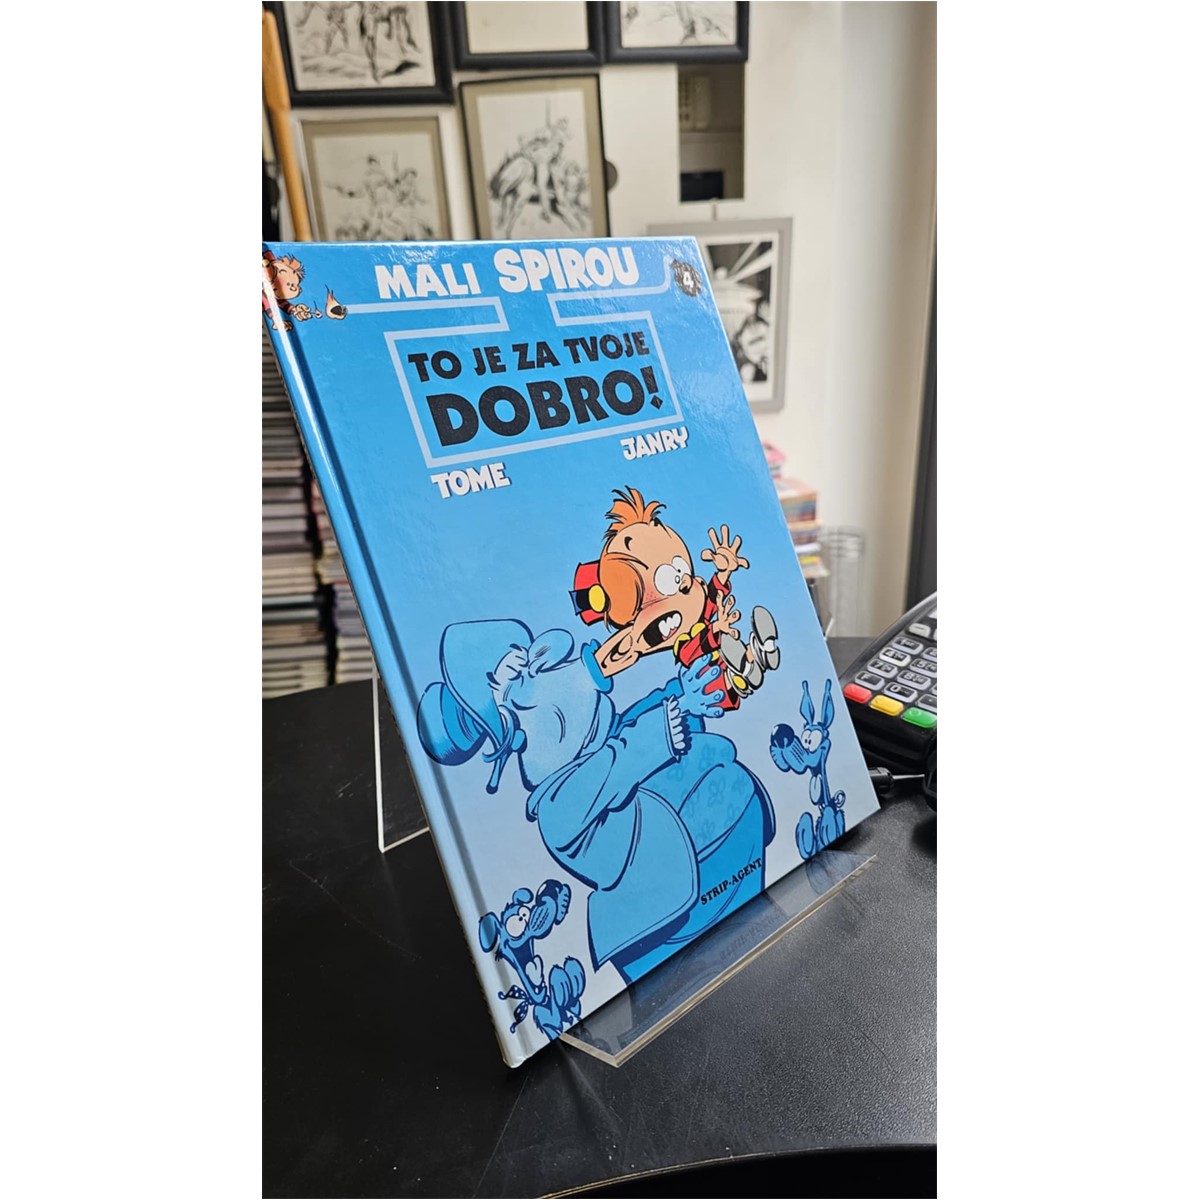 MALI SPIROU
4
TO JE ZA TVOJE
DOBRO!
TOME
JANRY
STRIP-AGENT